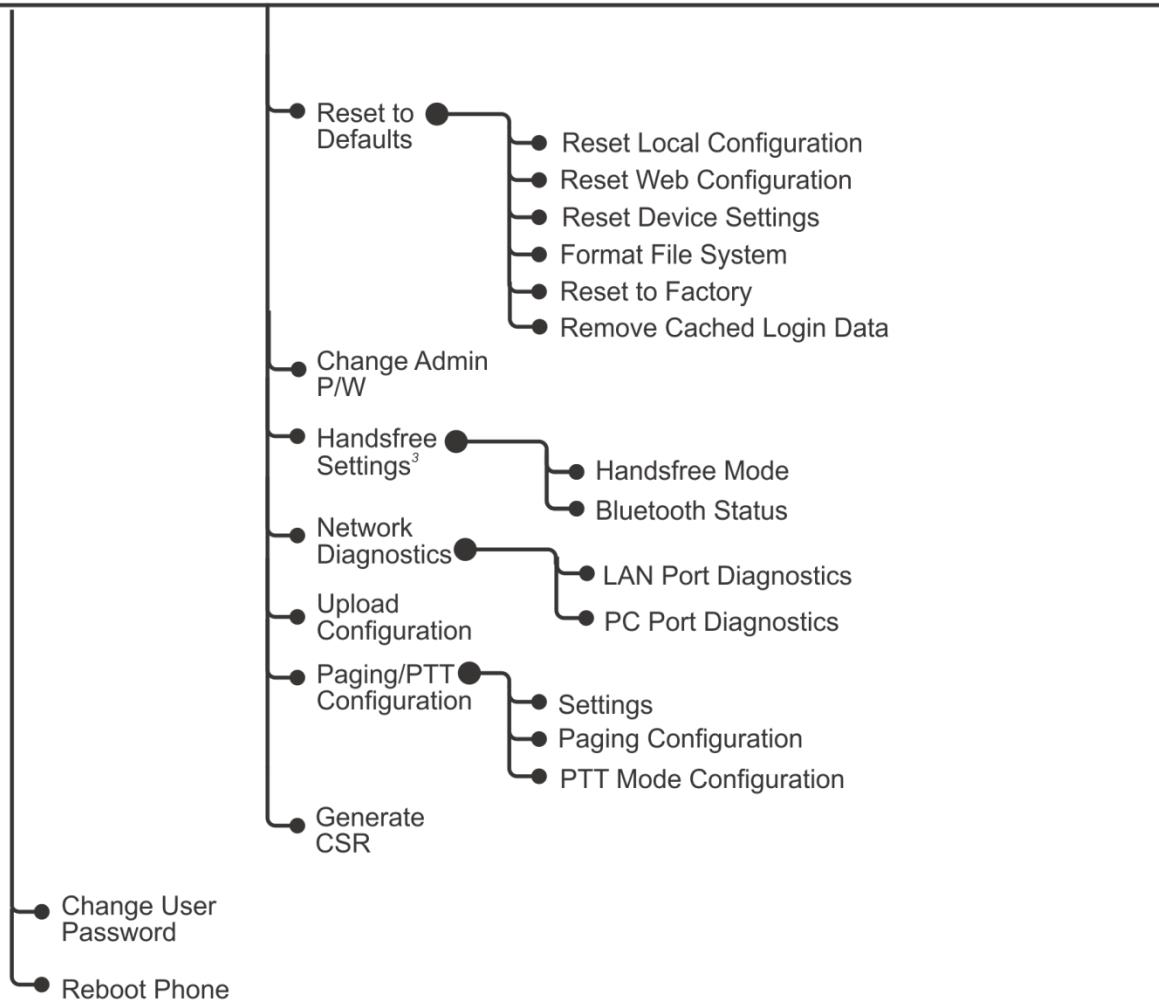 Reset to
Defaults
Reset Local Configuration
Reset Web Configuration
Reset Device Settings
Format File System
Reset to Factory
Remove Cached Login Data
Change Admin
P/W
Handsfree
Settings³
Handsfree Mode
Bluetooth Status
Network
Diagnostics
LAN Port Diagnostics
PC Port Diagnostics
Upload
Configuration
Paging/PTT
Configuration
Settings
Paging Configuration
PTT Mode Configuration
Generate
CSR
Change User
Password
Reboot Phone